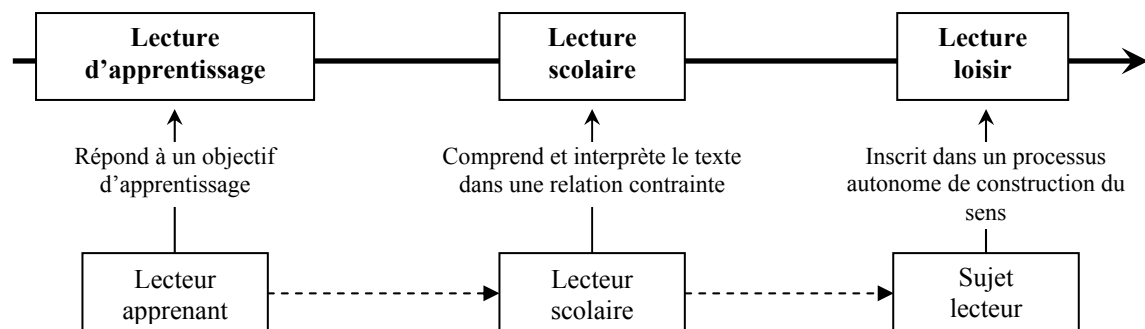 Lecture
d’apprentissage
Lecture
scolaire
Lecture
loisir
Répond à un objectif
d’apprentissage
Comprend et interprète le texte
dans une relation contrainte
Inscrit dans un processus
autonome de construction du
sens
Lecteur
apprenant
Lecteur
scolaire
Sujet
lecteur